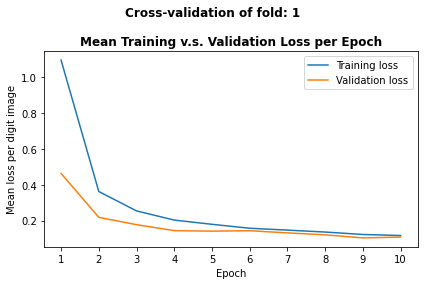 Cross-validation of fold: 1
Mean Training v.s. Validation Loss per Epoch
Training loss
Validation loss
Mean loss per digit image
1.0
0.8
0.6
0.4
0.2
1 2 3 4 5 6 7 8 9 10
Epoch